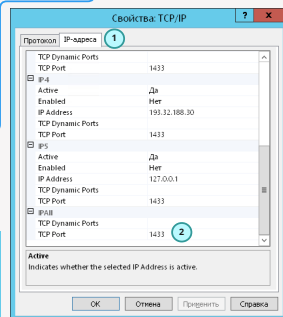 Свойства: TCP/IP
? x
Протокол IP-адреса 1
TCP Dynamic Ports
TCP Port 1433
IP4
Active Да
Enabled Нет
IP Address 193.32.188.30
TCP Dynamic Ports
TCP Port 1433
IP5
Active Да
Enabled Нет
IP Address 127.0.0.1
TCP Dynamic Ports
TCP Port 1433
IPAll
TCP Dynamic Ports
TCP Port 1433 2
Active
Indicates whether the selected IP Address is active.
ОК Отмена Применить Справка